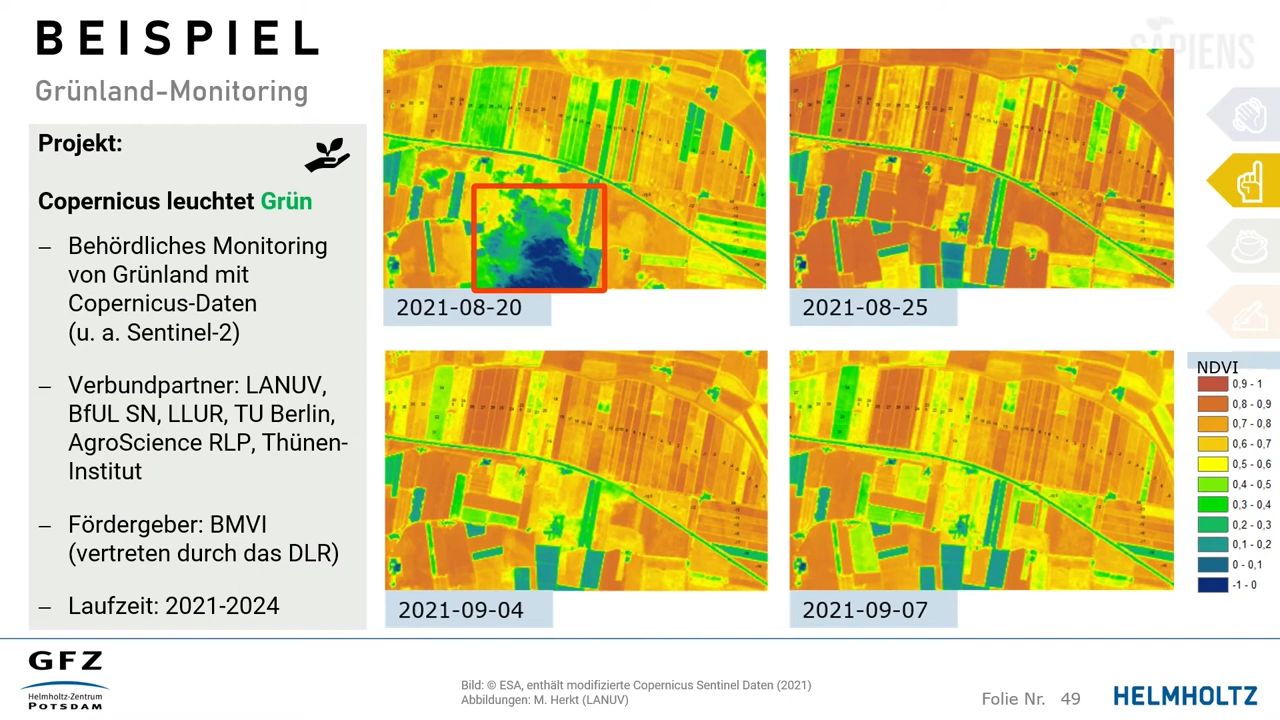 BEISPIEL
Grünland-Monitoring
SAPIENS
Projekt:
Copernicus leuchtet Grün
– Behördliches Monitoring
von Grünland mit
Copernicus-Daten
(u. a. Sentinel-2)
– Verbundpartner: LANUV,
BfUL SN, LLUR, TU Berlin,
AgroScience RLP, Thünen-
Institut
– Fördergeber: BMVI
(vertreten durch das DLR)
– Laufzeit: 2021-2024
2021-08-20
2021-08-25
2021-09-04
2021-09-07
NDVI
0,9 - 1
0,8 - 0,9
0,7 - 0,8
0,6 - 0,7
0,5 - 0,6
0,4 - 0,5
0,3 - 0,4
0,2 - 0,3
0,1 - 0,2
0 - 0,1
-1 - 0
GFZ
Helmholtz-Zentrum
POTSDAM
Bild: © ESA, enthält modifizierte Copernicus Sentinel Daten (2021)
Abbildungen: M. Herkt (LANUV)
Folie Nr. 49
HELMHOLTZ